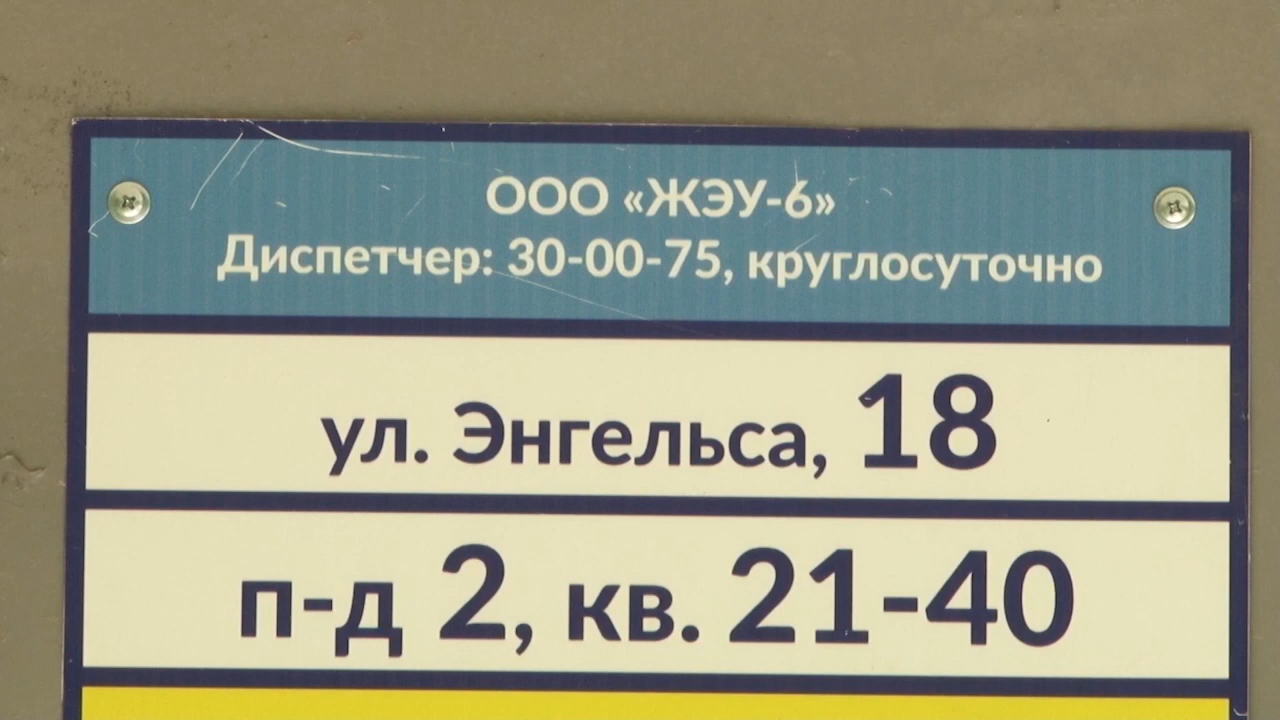 ООО «ЖЭУ-6»
Диспетчер: 30-00-75, круглосуточно
ул. Энгельса, 18
п-д 2, кв. 21-40